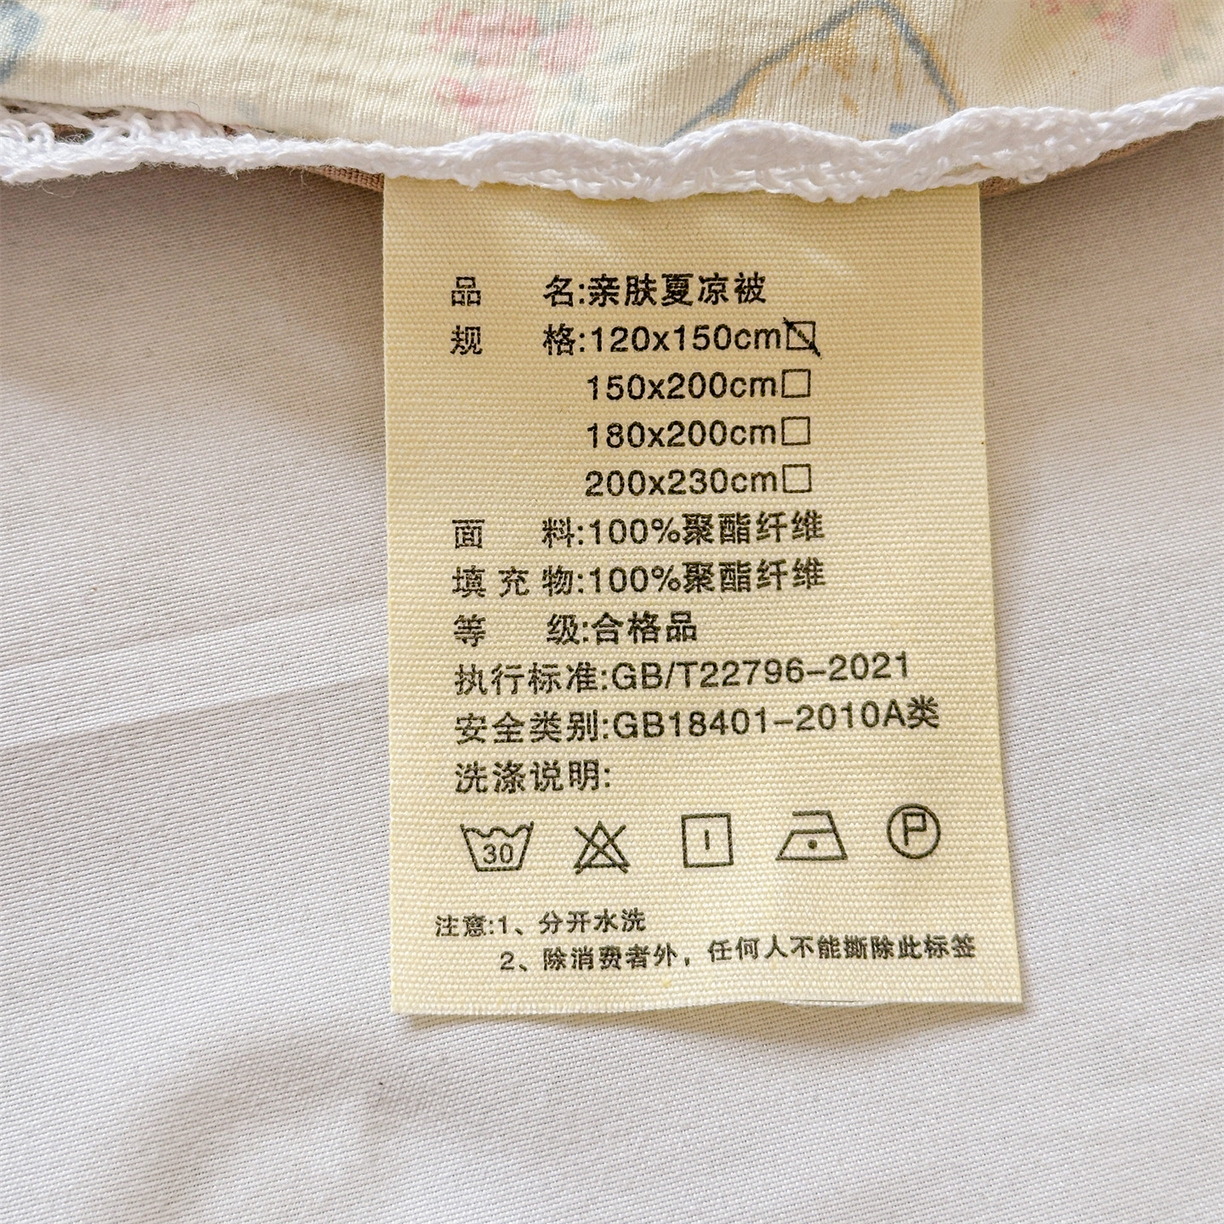 品 名:亲肤夏凉被
规 格:120x150cm☑
150x200cm□
180x200cm□
200x230cm□
面 料:100%聚酯纤维
填 充 物:100%聚酯纤维
等 级:合格品
执行标准:GB/T22796-2021
安全类别:GB18401-2010A类
洗涤说明:
30 P
注意:1、分开水洗
2、除消费者外，任何人不能撕除此标签